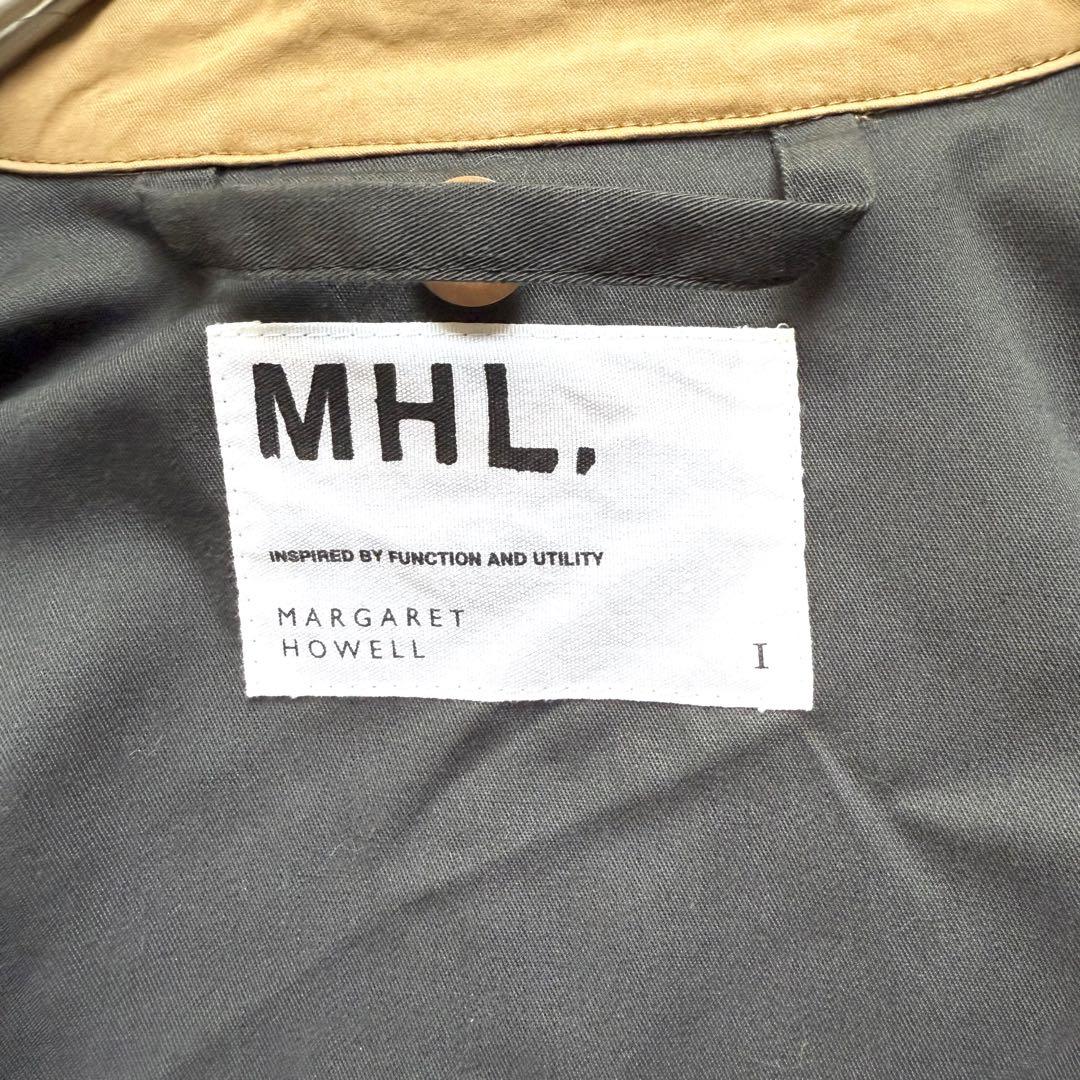 MHL.
INSPIRED BY FUNCTION AND UTILITY
MARGARET
HOWELL
I